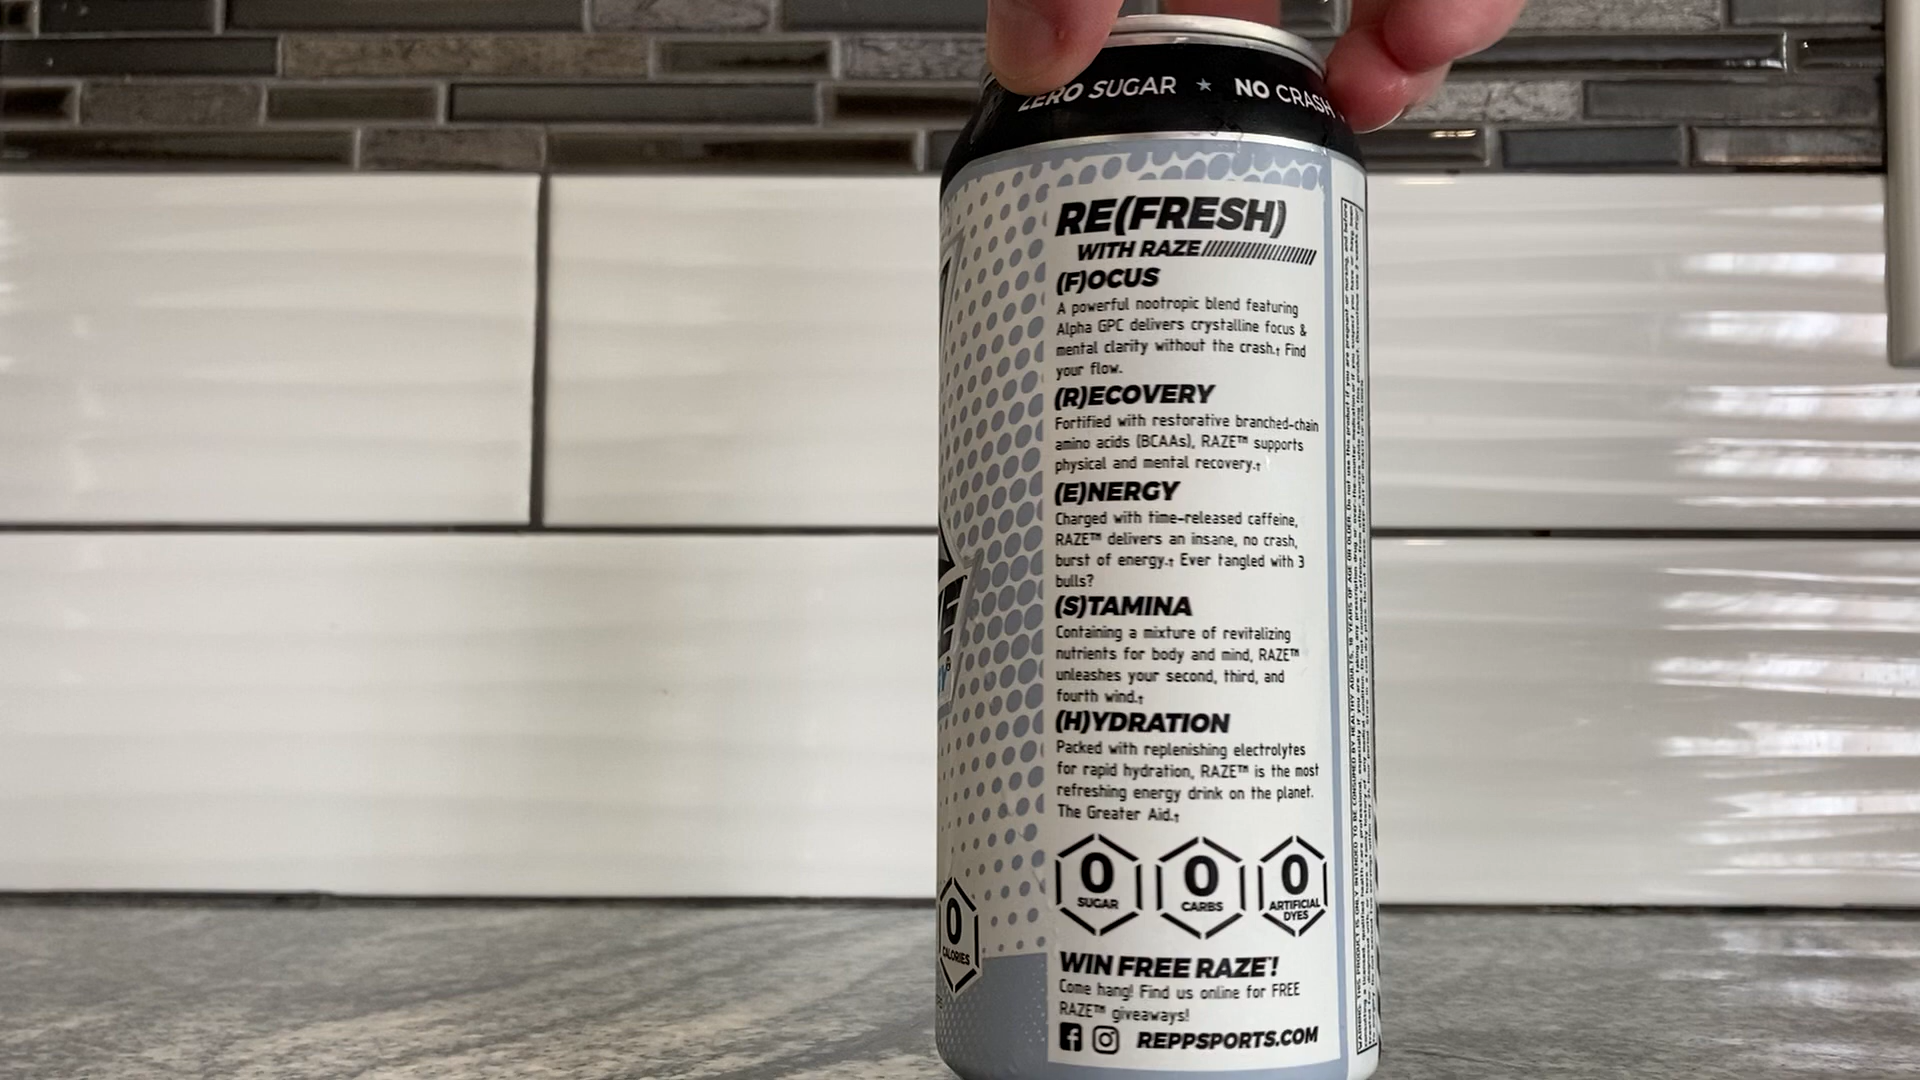 ZERO SUGAR ★ NO CRASH
RE(FRESH)
WITH RAZE
(F)OCUS
A powerful nootropic blend featuring
Alpha GPC delivers crystalline focus &
mental clarity without the crash.† Find
your flow.
(R)ECOVERY
Fortified with restorative branched-chain
amino acids (BCAAs), RAZE™ supports
physical and mental recovery.†
(E)NERGY
Charged with time-released caffeine,
RAZE™ delivers an insane, no crash,
burst of energy.† Ever tangled with 3
bulls?
(S)TAMINA
Containing a mixture of revitalizing
nutrients for body and mind, RAZE™
unleashes your second, third, and
fourth wind.†
(H)YDRATION
Packed with replenishing electrolytes
for rapid hydration, RAZE™ is the most
refreshing energy drink on the planet.
The Greater Aid.†
0
SUGAR
0
CARBS
0
ARTIFICIAL
DYES
0
CALORIES
WIN FREE RAZE!
Come hang! Find us online for FREE
RAZE™ giveaways!
REPPSPORTS.COM